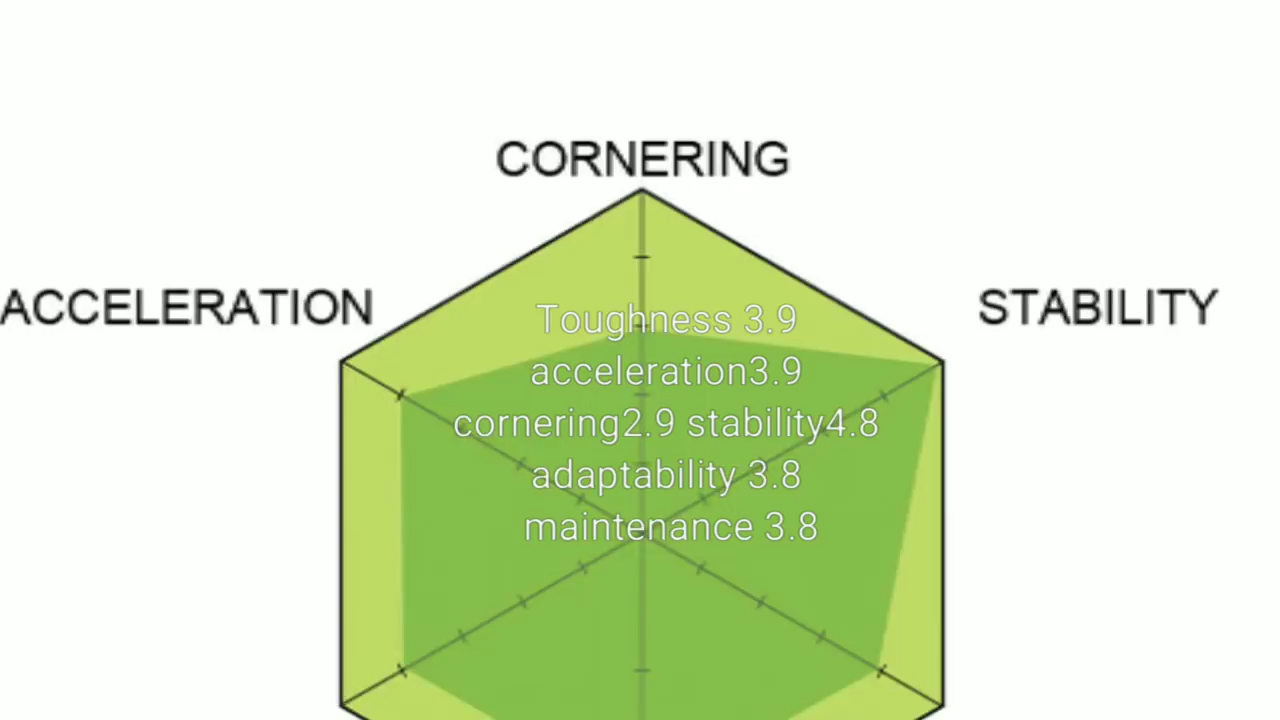 CORNERING
ACCELERATION
STABILITY
Toughness 3.9
acceleration3.9
cornering2.9 stability4.8
adaptability 3.8
maintenance 3.8